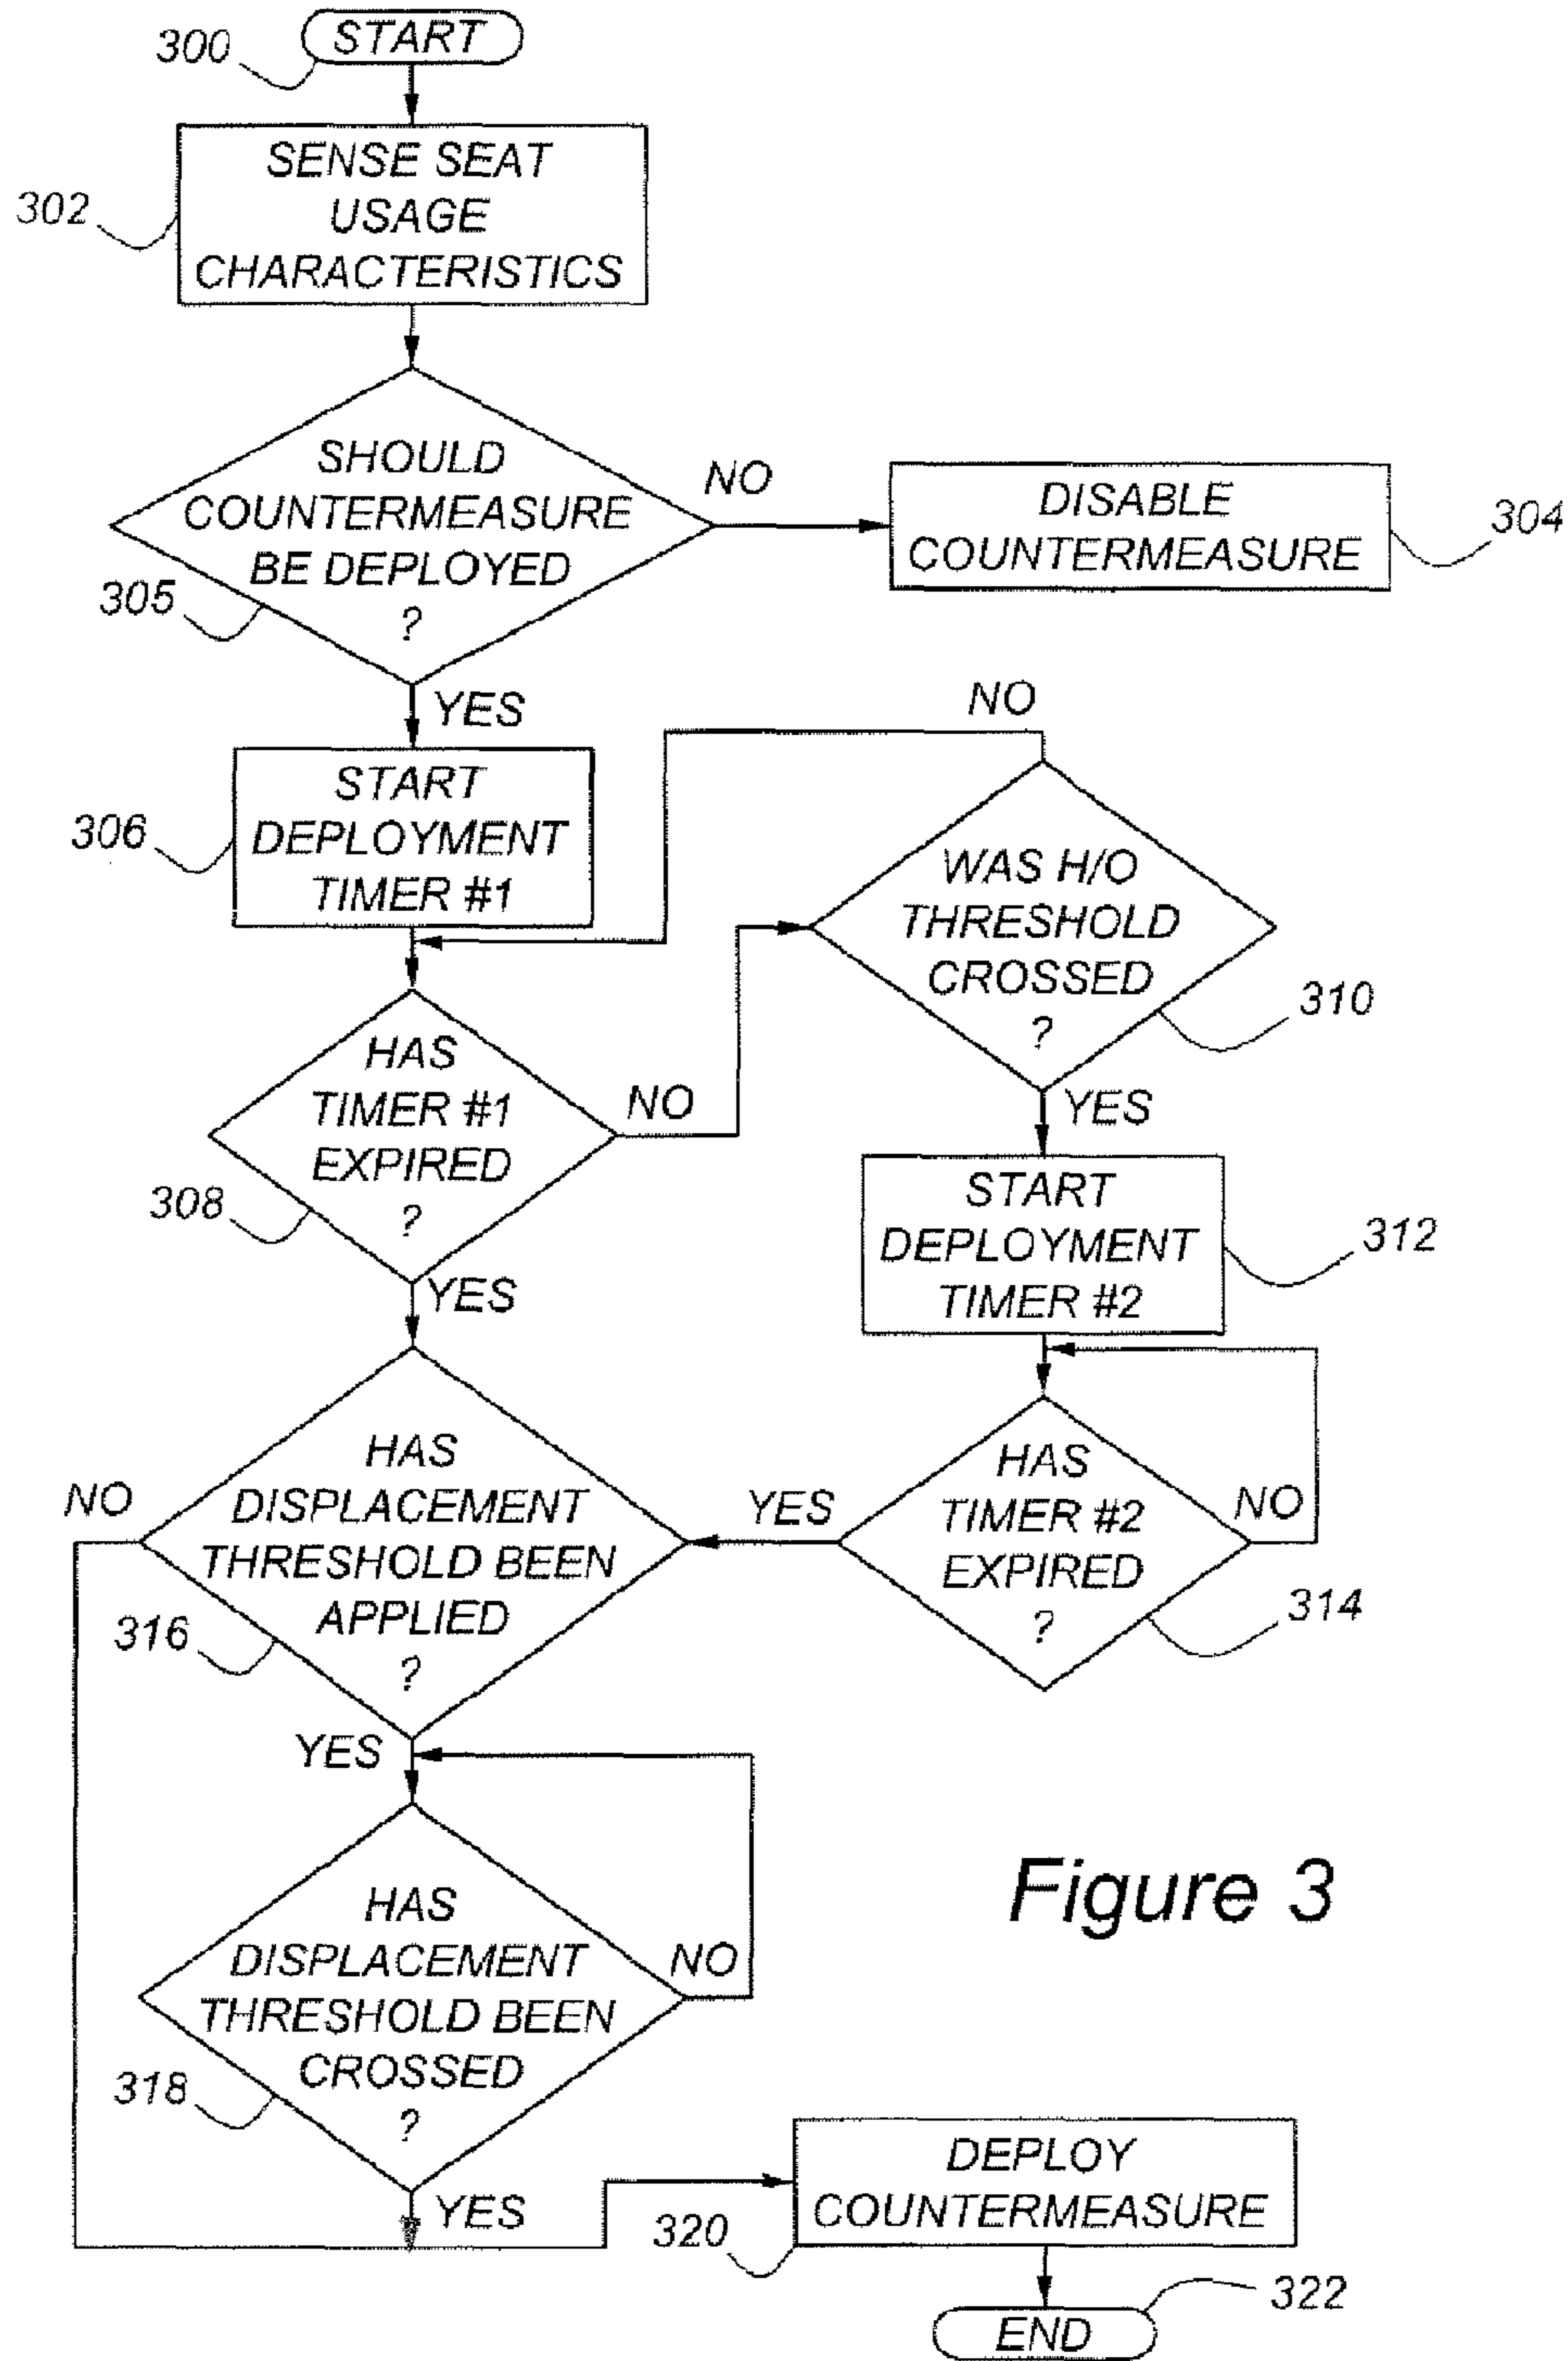 START
300
SENSE SEAT
USAGE
CHARACTERISTICS
302
SHOULD
COUNTERMEASURE
BE DEPLOYED
?
305
NO
DISABLE
COUNTERMEASURE
304
YES
START
DEPLOYMENT
TIMER #1
306
NO
WAS H/O
THRESHOLD
CROSSED
?
310
HAS
TIMER #1
EXPIRED
?
308
NO
YES
YES
START
DEPLOYMENT
TIMER #2
312
HAS
DISPLACEMENT
THRESHOLD BEEN
APPLIED
?
316
NO
YES
HAS
TIMER #2
EXPIRED
?
314
NO
YES
HAS
DISPLACEMENT
THRESHOLD BEEN
CROSSED
?
318
NO
Figure 3
YES
DEPLOY
COUNTERMEASURE
320
END
322